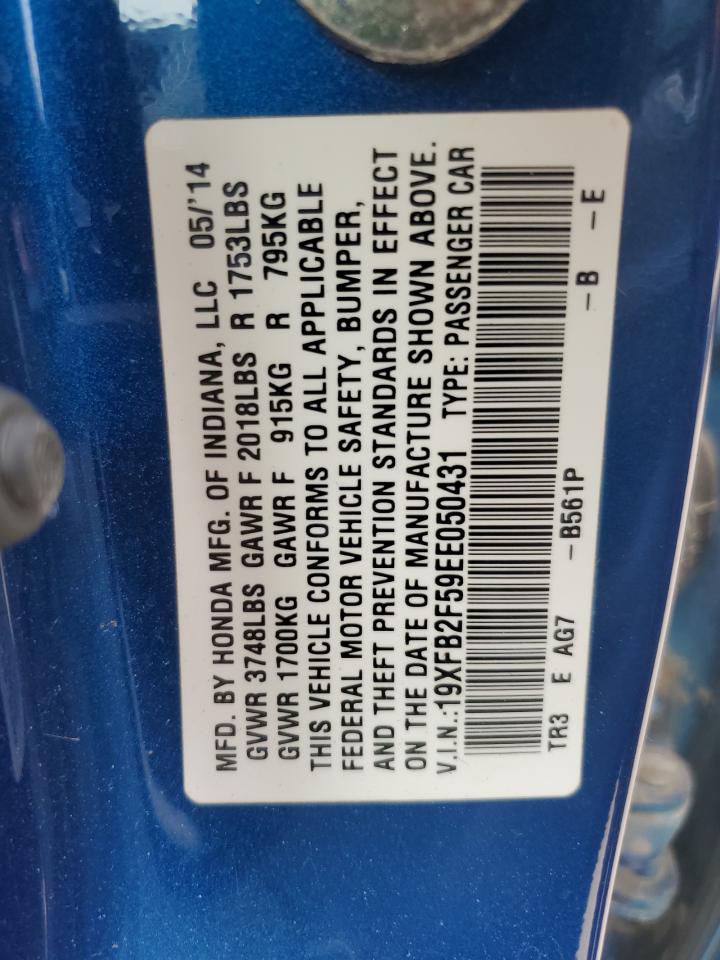 MFD. BY HONDA MFG. OF INDIANA, LLC 05/'14
GVWR 3748LBS GAWR F 2018LBS R 1753LBS
GVWR 1700KG GAWR F 915KG R 795KG
THIS VEHICLE CONFORMS TO ALL APPLICABLE
FEDERAL MOTOR VEHICLE SAFETY, BUMPER,
AND THEFT PREVENTION STANDARDS IN EFFECT
ON THE DATE OF MANUFACTURE SHOWN ABOVE.
V.I.N.:19XFB2F59EE050431 TYPE: PASSENGER CAR
TR3 E AG7 –B561P –B –E